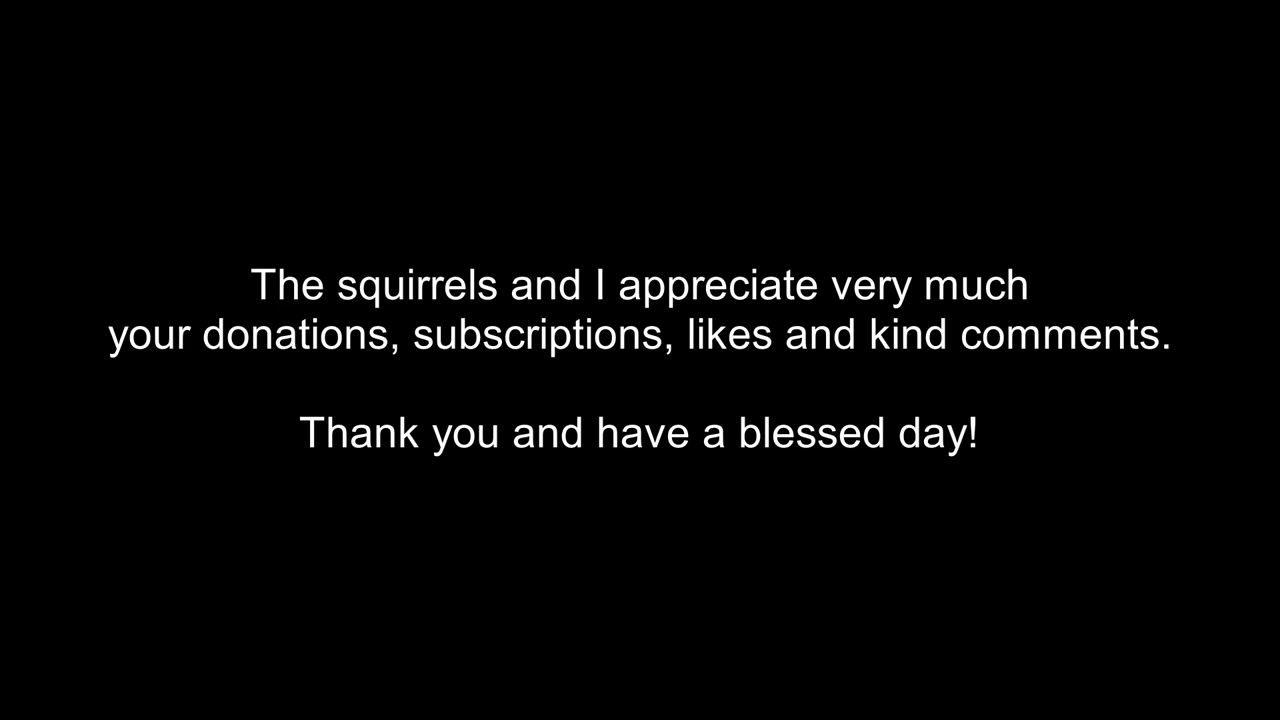 The squirrels and I appreciate very much
your donations, subscriptions, likes and kind comments.
Thank you and have a blessed day!